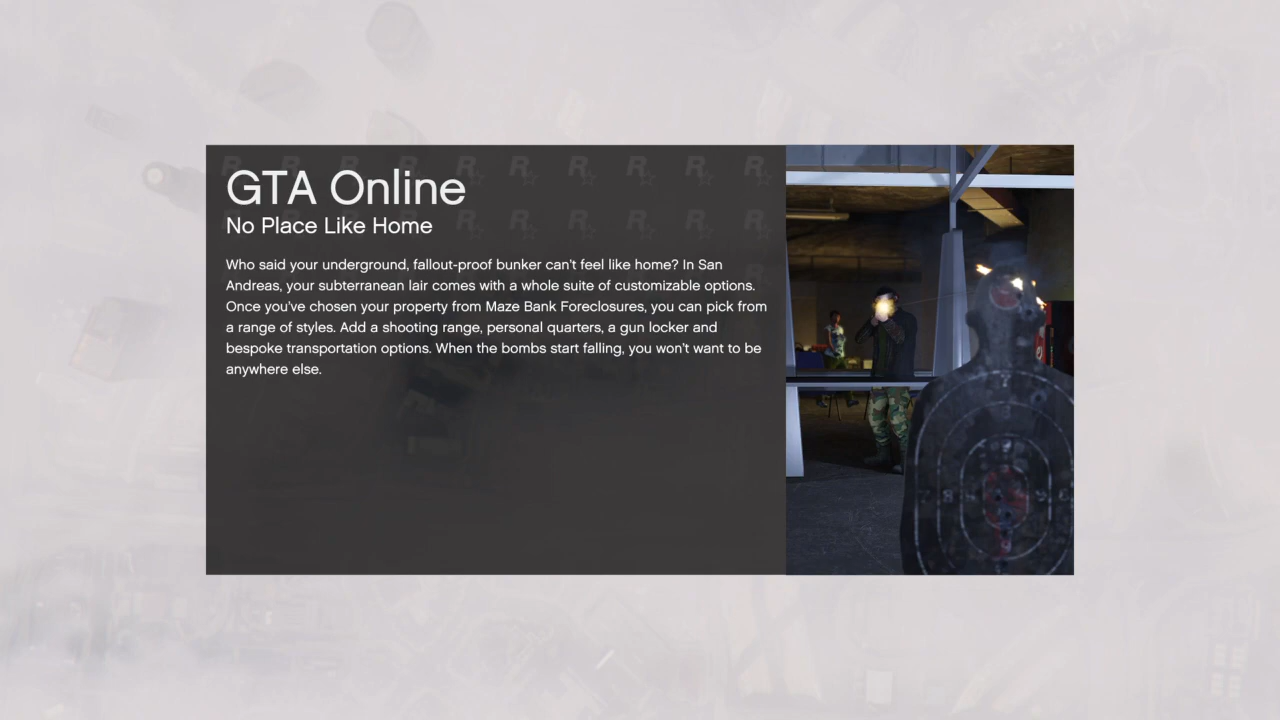 GTA Online
No Place Like Home
Who said your underground, fallout-proof bunker can't feel like home? In San
Andreas, your subterranean lair comes with a whole suite of customizable options.
Once you've chosen your property from Maze Bank Foreclosures, you can pick from
a range of styles. Add a shooting range, personal quarters, a gun locker and
bespoke transportation options. When the bombs start falling, you won't want to be
anywhere else.